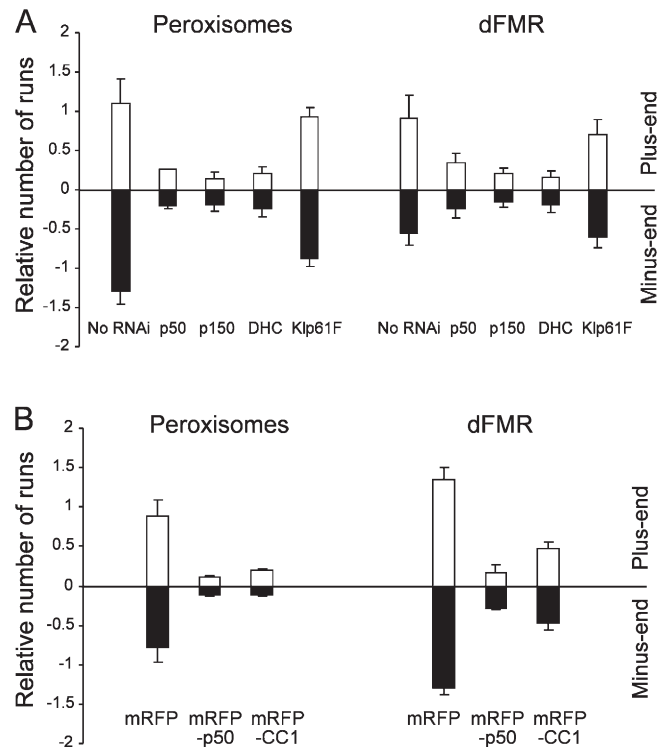 A
Peroxisomes dFMR
Relative number of runs
2
1.5
1
0.5
0
-0.5
-1
-1.5
-2
Plus-end
Minus-end
No RNAi p50 p150 DHC Klp61F No RNAi p50 p150 DHC Klp61F
B
Peroxisomes dFMR
Relative number of runs
2
1.5
1
0.5
0
-0.5
-1
-1.5
-2
Plus-end
Minus-end
mRFP mRFP mRFP mRFP mRFP mRFP
-p50 -CC1 -p50 -CC1